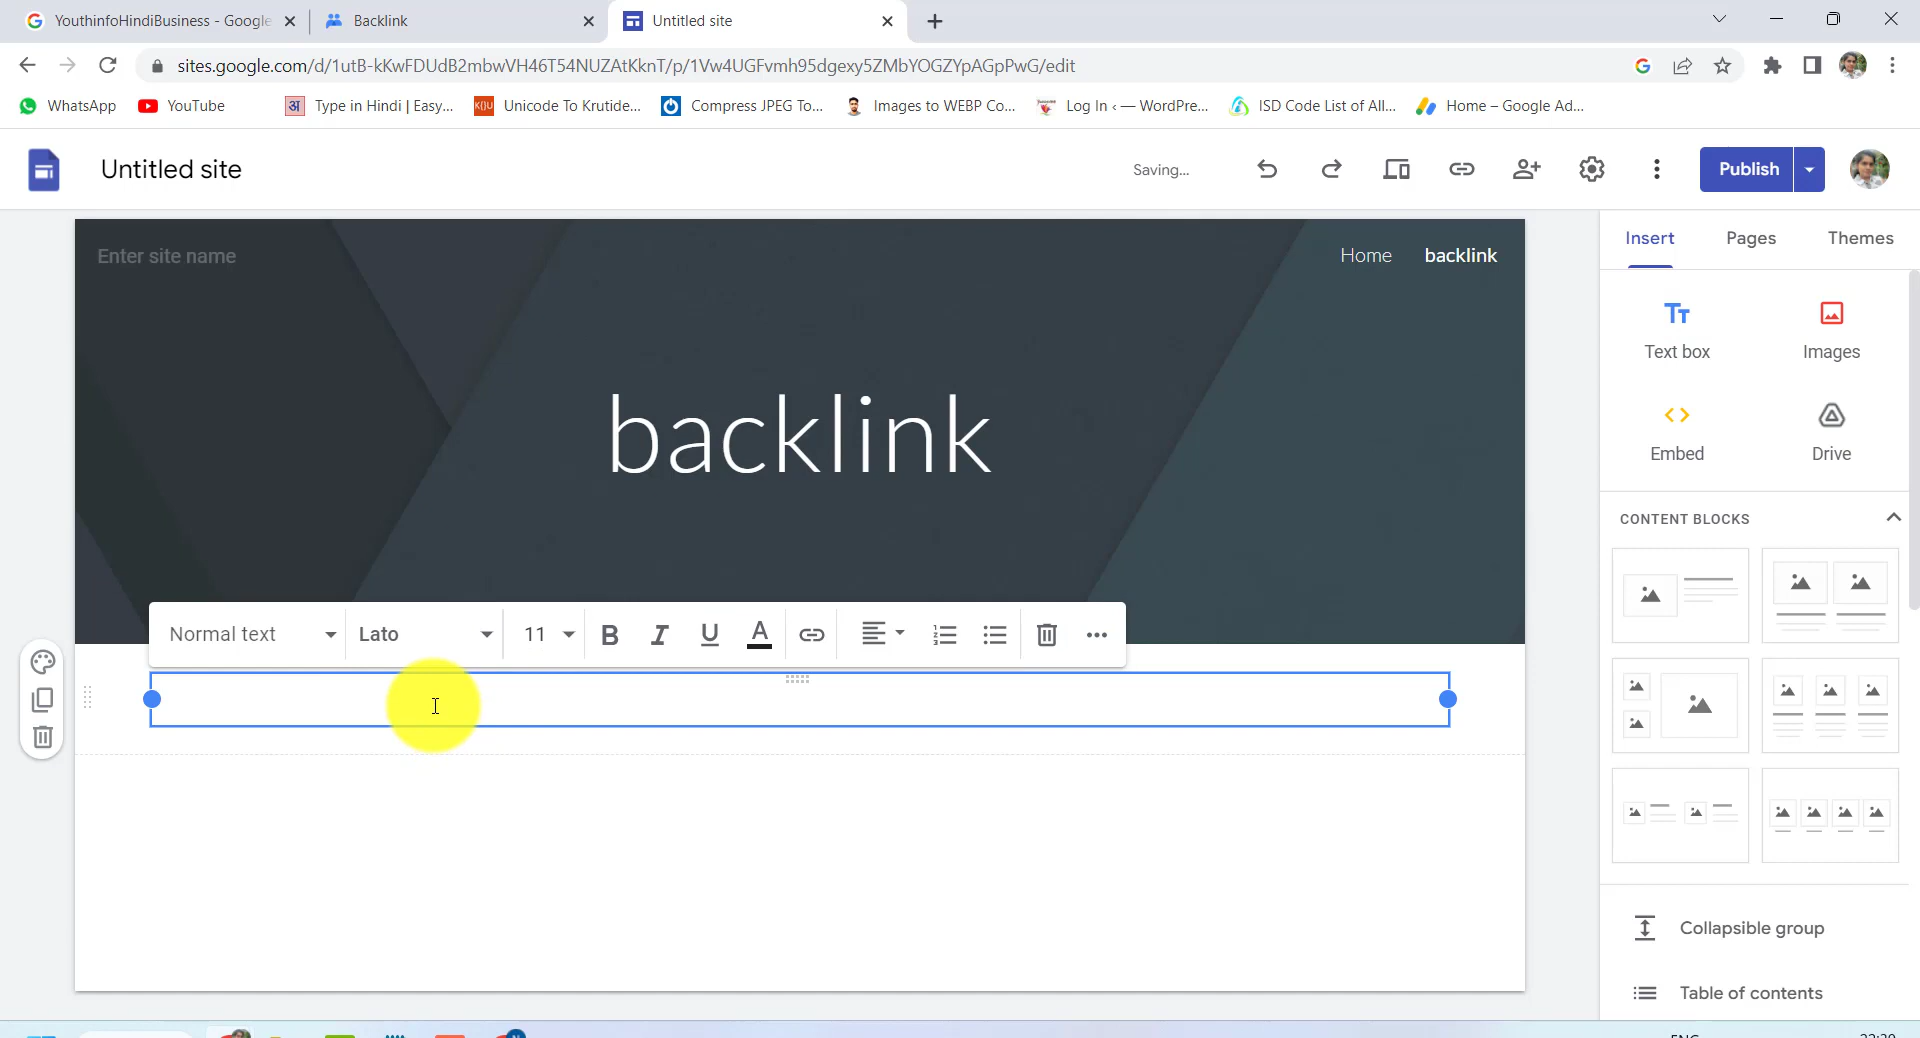 YouthinfoHindiBusiness - Google
Backlink
Untitled site
sites.google.com/d/1utB-kKwFDUdB2mbwVH46T54NUZAtKknT/p/1Vw4UGFvmh95dgexy5ZMbYOGZYpAGpPwG/edit
WhatsApp
YouTube
अ Type in Hindi | Easy...
K()U Unicode To Krutide...
Compress JPEG To...
Images to WEBP Co...
Log In ‹ — WordPre...
ISD Code List of All...
Home – Google Ad...
Untitled site
Saving...
Publish
Enter site name
Home
backlink
backlink
Normal text
Lato
11
B
I
U
A
Insert
Pages
Themes
Text box
Images
Embed
Drive
CONTENT BLOCKS
Collapsible group
Table of contents